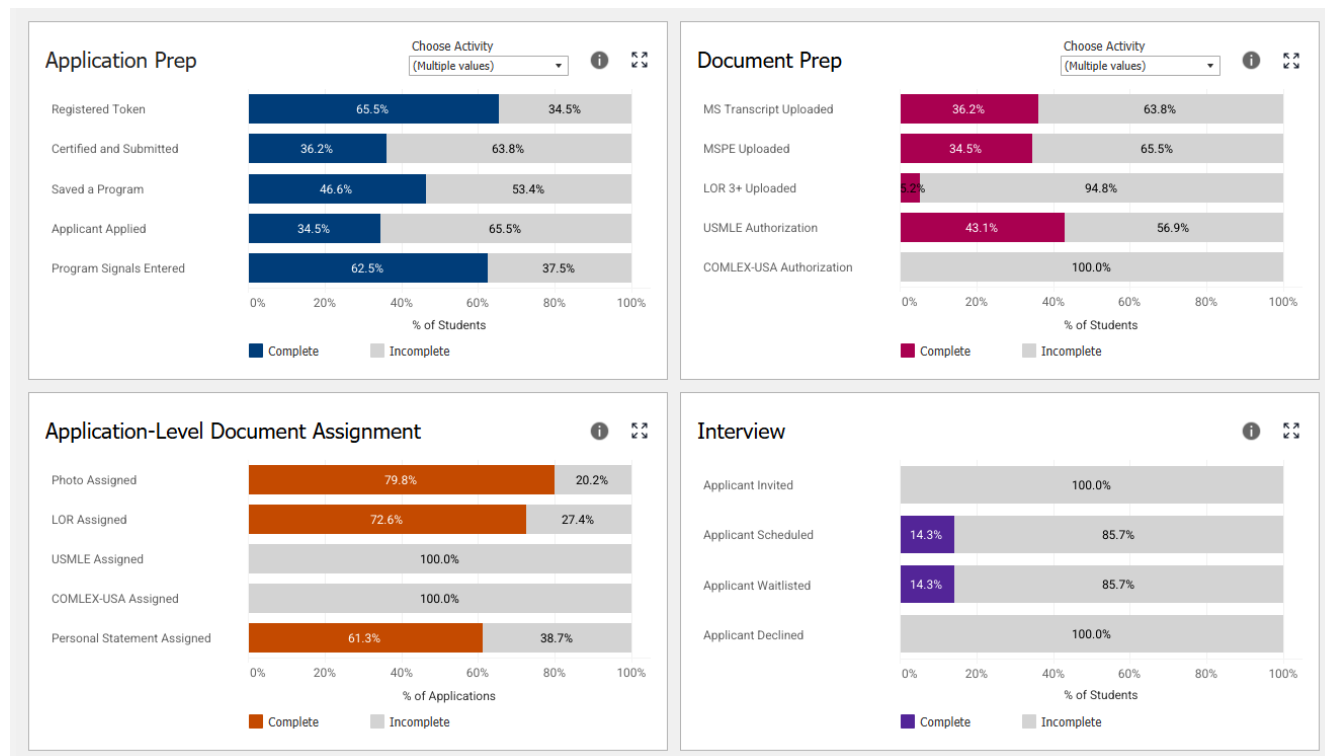 Application Prep
Choose Activity
(Multiple values)
Registered Token 65.5% 34.5%
Certified and Submitted 36.2% 63.8%
Saved a Program 46.6% 53.4%
Applicant Applied 34.5% 65.5%
Program Signals Entered 62.5% 37.5%
0% 20% 40% 60% 80% 100%
% of Students
Complete Incomplete
Document Prep
Choose Activity
(Multiple values)
MS Transcript Uploaded 36.2% 63.8%
MSPE Uploaded 34.5% 65.5%
LOR 3+ Uploaded 5.2% 94.8%
USMLE Authorization 43.1% 56.9%
COMLEX-USA Authorization 100.0%
0% 20% 40% 60% 80% 100%
% of Students
Complete Incomplete
Application-Level Document Assignment
Photo Assigned 79.8% 20.2%
LOR Assigned 72.6% 27.4%
USMLE Assigned 100.0%
COMLEX-USA Assigned 100.0%
Personal Statement Assigned 61.3% 38.7%
0% 20% 40% 60% 80% 100%
% of Applications
Complete Incomplete
Interview
Applicant Invited 100.0%
Applicant Scheduled 14.3% 85.7%
Applicant Waitlisted 14.3% 85.7%
Applicant Declined 100.0%
0% 20% 40% 60% 80% 100%
% of Students
Complete Incomplete